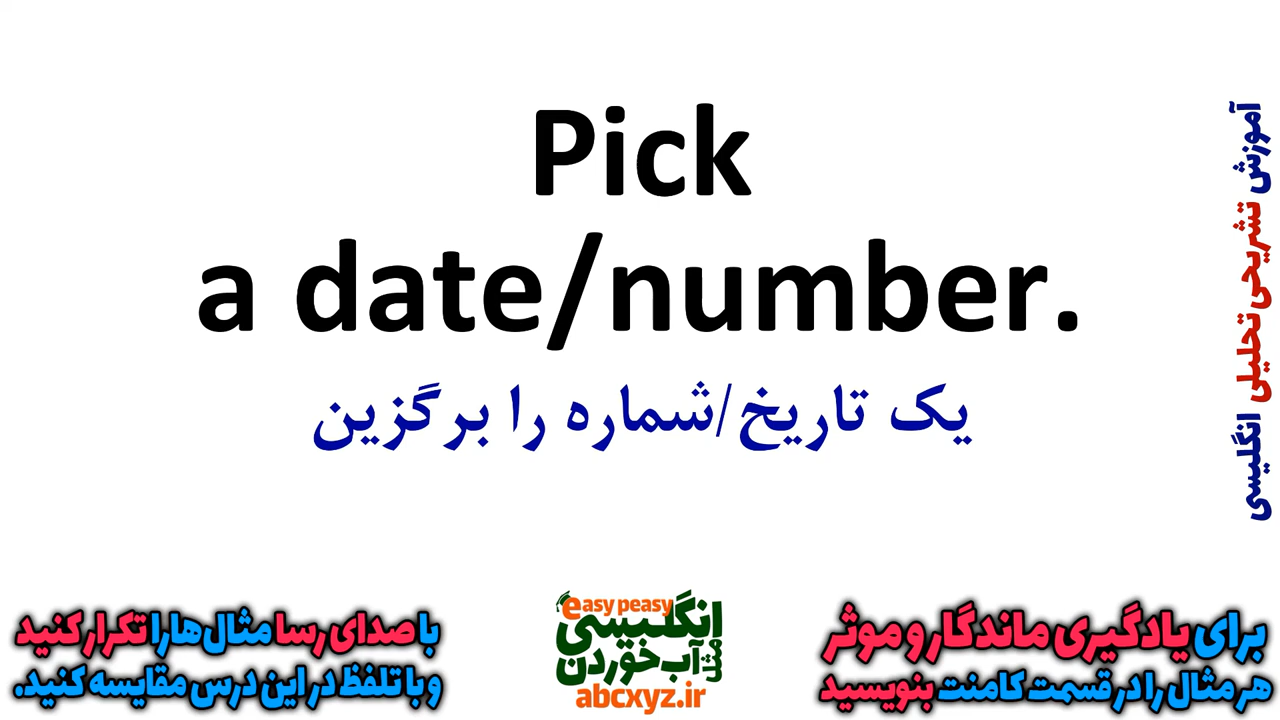 Pick
a date/number.
یک تاریخ/شماره را برگزین
آموزش تشریحی تحلیلی انگلیسی
با صدای رسا مثال‌ها را تکرار کنید
و با تلفظ در این درس مقایسه کنید.
easy peasy
انگلیسی
مثل آب خوردن
abcxyz.ir
برای یادگیری ماندگار و موثر
هر مثال را در قسمت کامنت بنویسید